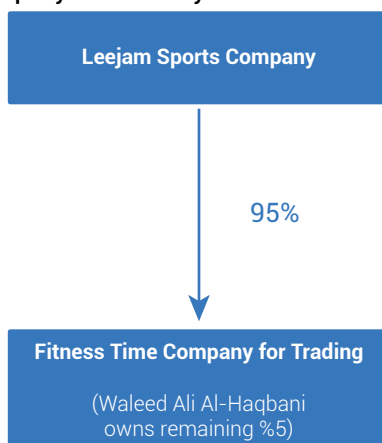 Leejam Sports Company
95%
Fitness Time Company for Trading
(Waleed Ali Al-Haqbani
owns remaining %5)